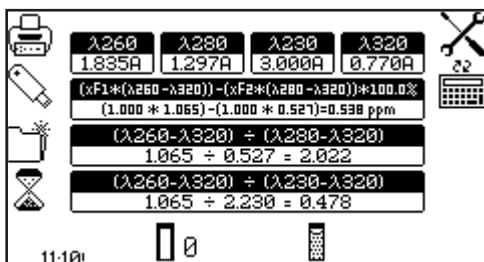 λ260 λ280 λ230 λ320
1.835A 1.297A 3.000A 0.770A
(xF1*(λ260-λ320))-(xF2*(λ280-λ320))*100.0%
(1.000 * 1.065)-(1.000 * 0.527)=0.538 ppm
(λ260-λ320) ÷ (λ280-λ320)
1.065 ÷ 0.527 = 2.022
(λ260-λ320) ÷ (λ230-λ320)
1.065 ÷ 2.230 = 0.478
0
11:10